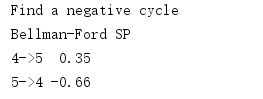 Find a negative cycle
Bellman-Ford SP
4->5  0.35
5->4 -0.66